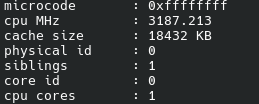 microcode : 0xffffffff
cpu MHz : 3187.213
cache size : 18432 KB
physical id : 0
siblings : 1
core id : 0
cpu cores : 1